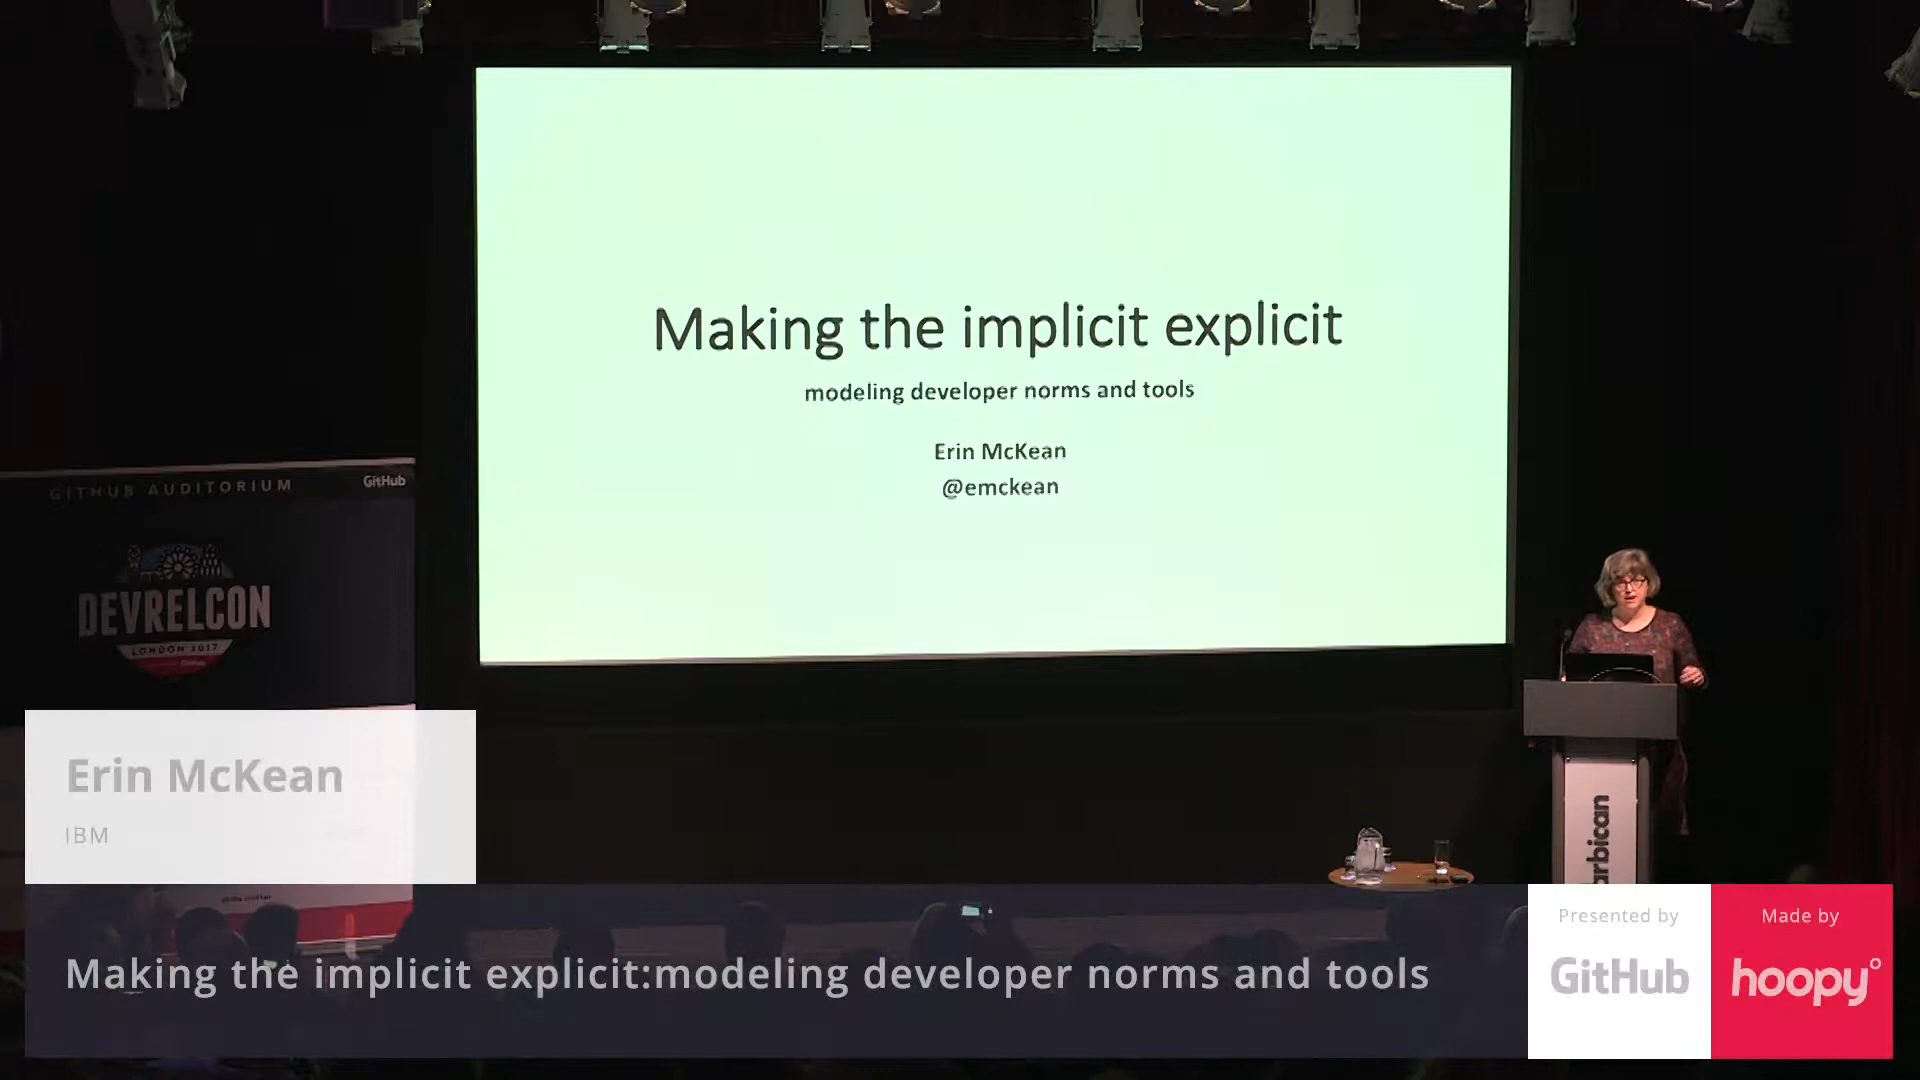 Making the implicit explicit
modeling developer norms and tools
Erin McKean
@emckean
GITHUB AUDITORIUM
GitHub
DEVRELCON
LONDON 2017
Erin McKean
IBM
arbican
Making the implicit explicit:modeling developer norms and tools
Presented by
GitHub
Made by
hoopy